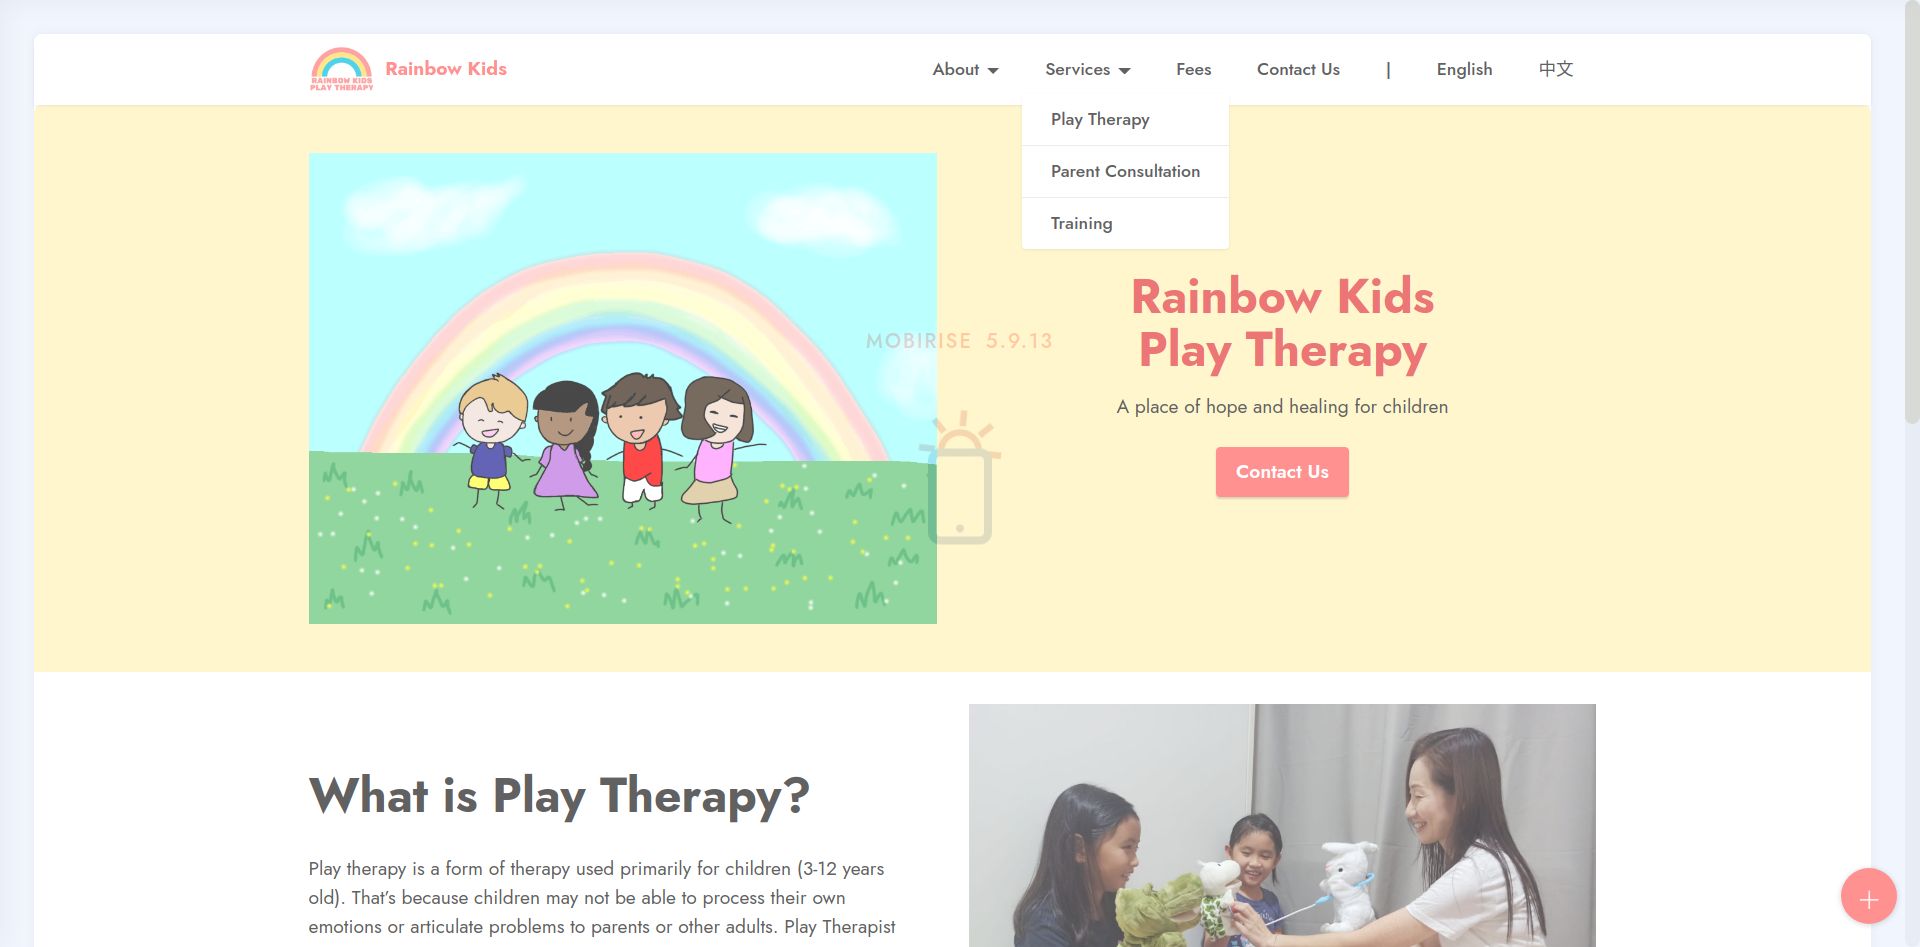 RAINBOW KIDS
PLAY THERAPY
Rainbow Kids
About
Services
Fees
Contact Us
|
English
中文
Play Therapy
Parent Consultation
Training
MOBIRISE 5.9.13
Rainbow Kids
Play Therapy
A place of hope and healing for children
Contact Us
What is Play Therapy?
Play therapy is a form of therapy used primarily for children (3-12 years
old). That’s because children may not be able to process their own
emotions or articulate problems to parents or other adults. Play Therapist